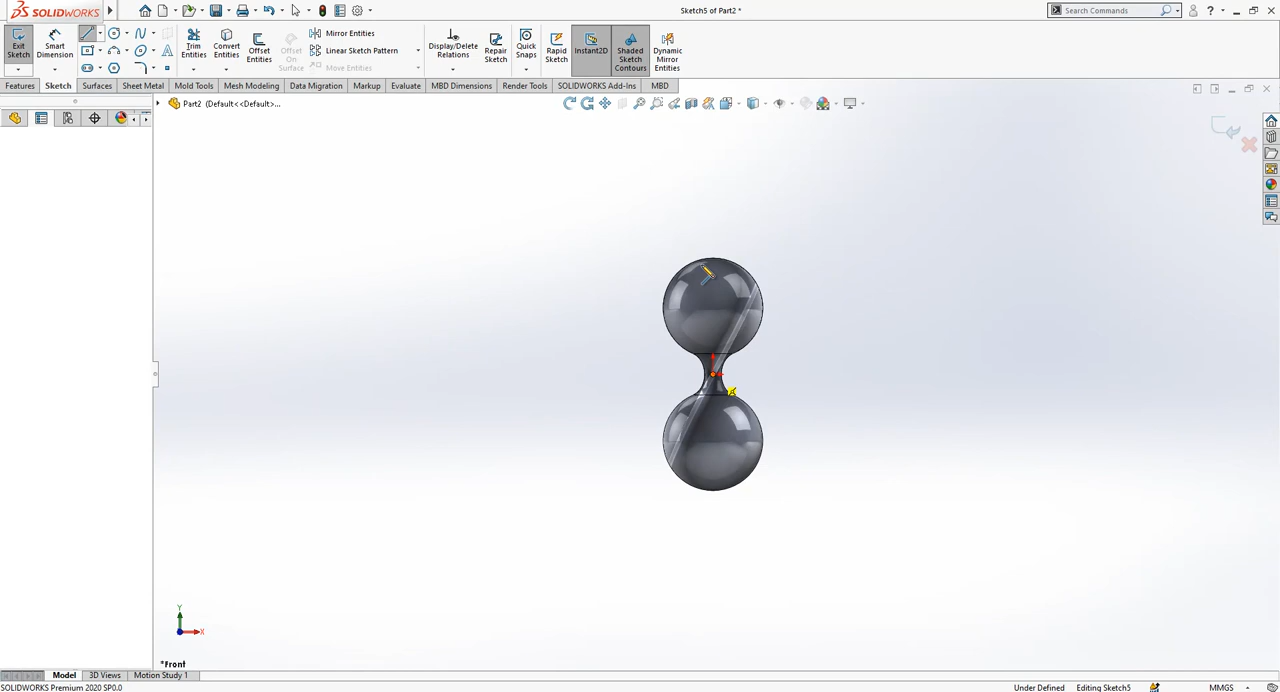 SOLIDWORKS
Sketch5 of Part2 *
Search Commands
Exit Sketch
Smart Dimension
Trim Entities
Convert Entities
Offset Entities
Offset On Surface
Mirror Entities
Linear Sketch Pattern
Move Entities
Display/Delete Relations
Repair Sketch
Quick Snaps
Rapid Sketch
Instant2D
Shaded Sketch Contours
Dynamic Mirror Entities
Features
Sketch
Surfaces
Sheet Metal
Mold Tools
Mesh Modeling
Data Migration
Markup
Evaluate
MBD Dimensions
Render Tools
SOLIDWORKS Add-Ins
MBD
Part2 (Default<<Default>...
Y
X
*Front
Model
3D Views
Motion Study 1
SOLIDWORKS Premium 2020 SP0.0
Under Defined
Editing Sketch5
MMGS